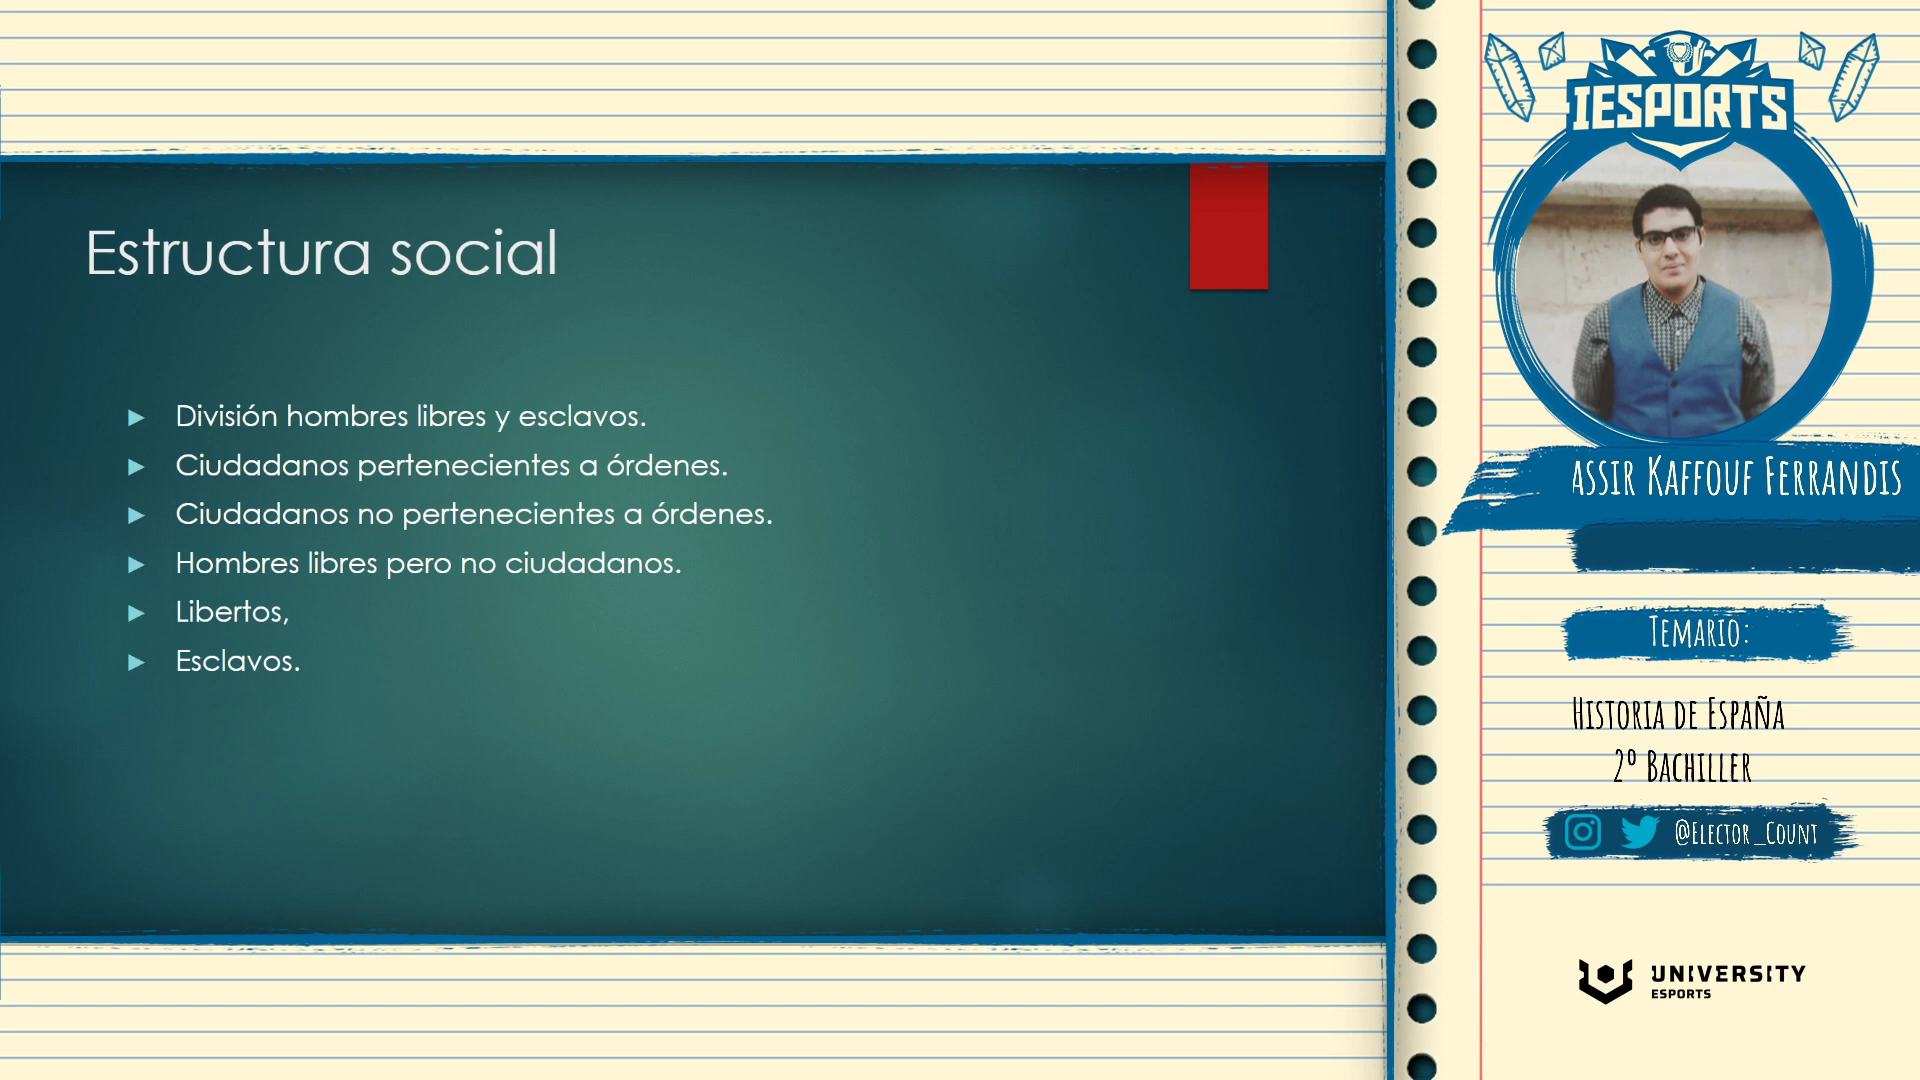 Estructura social
División hombres libres y esclavos.
Ciudadanos pertenecientes a órdenes.
Ciudadanos no pertenecientes a órdenes.
Hombres libres pero no ciudadanos.
Libertos,
Esclavos.
IESPORTS
ASSIR KAFFOUF FERRANDIS
TEMARIO:
HISTORIA DE ESPAÑA
2º BACHILLER
@ELECTOR_COUNT
UNIVERSITY
ESPORTS